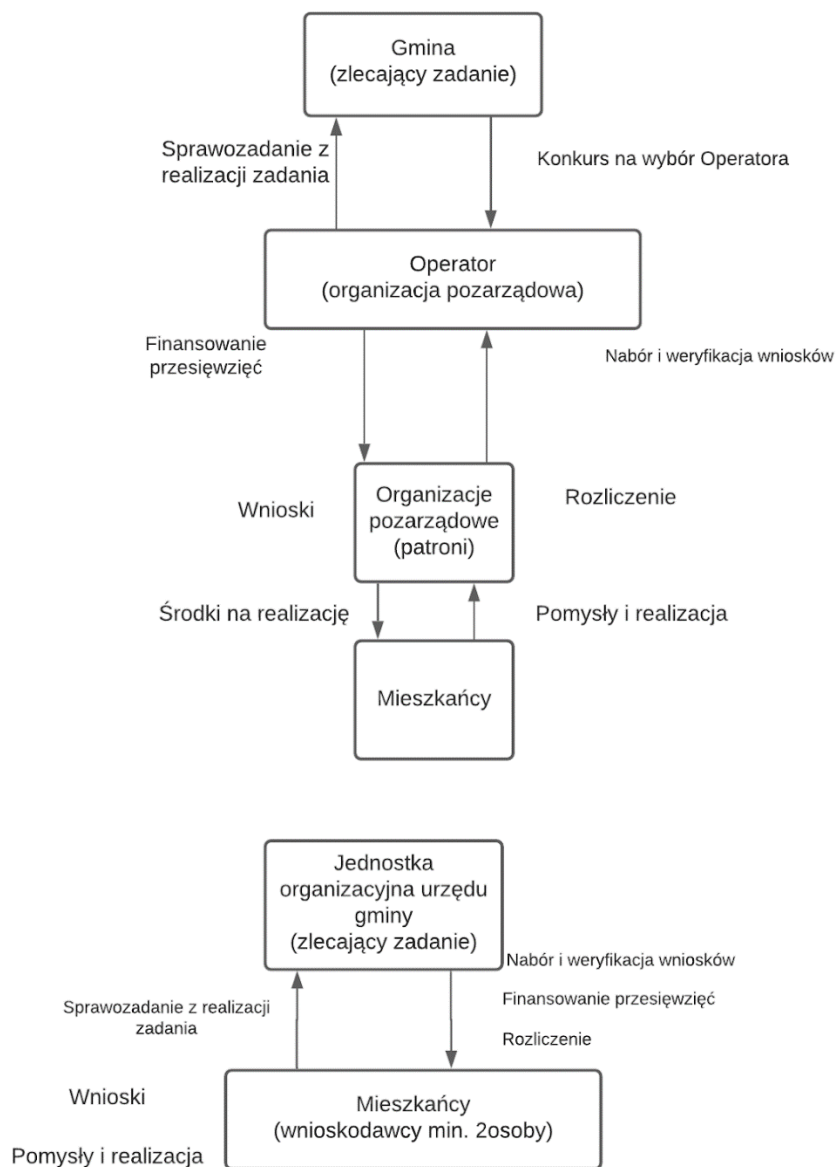 Gmina
(zlecający zadanie)
Sprawozadanie z
realizacji zadania
Konkurs na wybór Operatora
Operator
(organizacja pozarządowa)
Finansowanie
przesięwzięć
Nabór i weryfikacja wniosków
Wnioski
Organizacje
pozarządowe
(patroni)
Rozliczenie
Środki na realizację
Pomysły i realizacja
Mieszkańcy
Jednostka
organizacyjna urzędu
gminy
(zlecający zadanie)
Nabór i weryfikacja wniosków
Sprawozadanie z realizacji
zadania
Finansowanie przesięwzięć
Rozliczenie
Wnioski
Mieszkańcy
(wnioskodawcy min. 2osoby)
Pomysły i realizacja